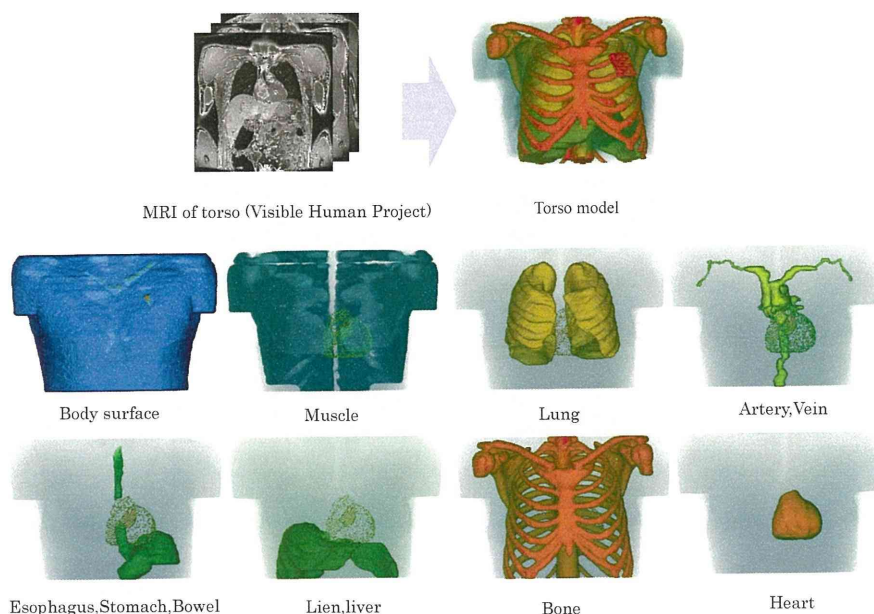 MRI of torso (Visible Human Project)
Torso model
Body surface
Muscle
Lung
Artery,Vein
Esophagus,Stomach,Bowel
Lien,liver
Bone
Heart